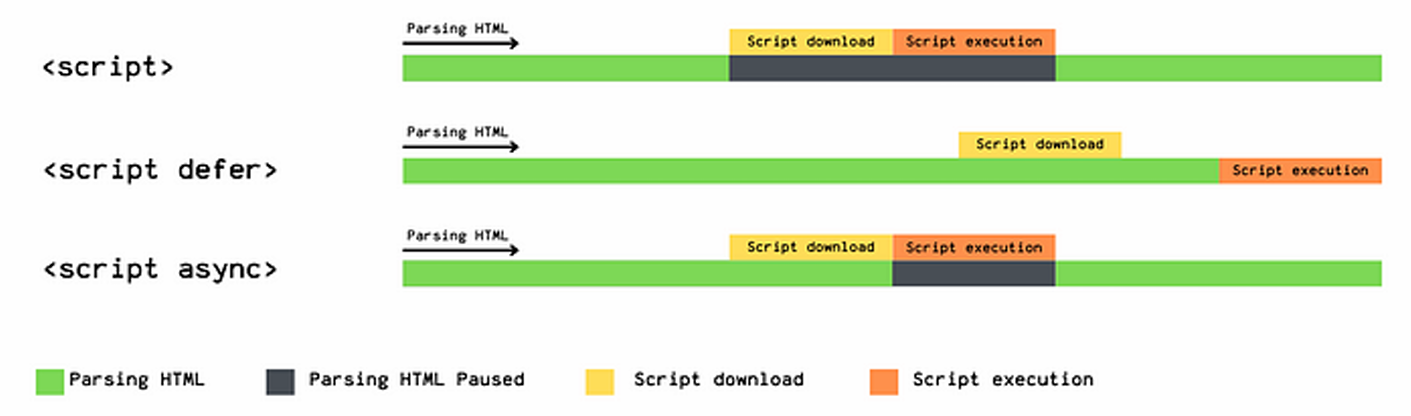 Parsing HTML
Script download Script execution
<script>
Parsing HTML
Script download
<script defer>
Script execution
Parsing HTML
Script download Script execution
<script async>
Parsing HTML Parsing HTML Paused Script download Script execution